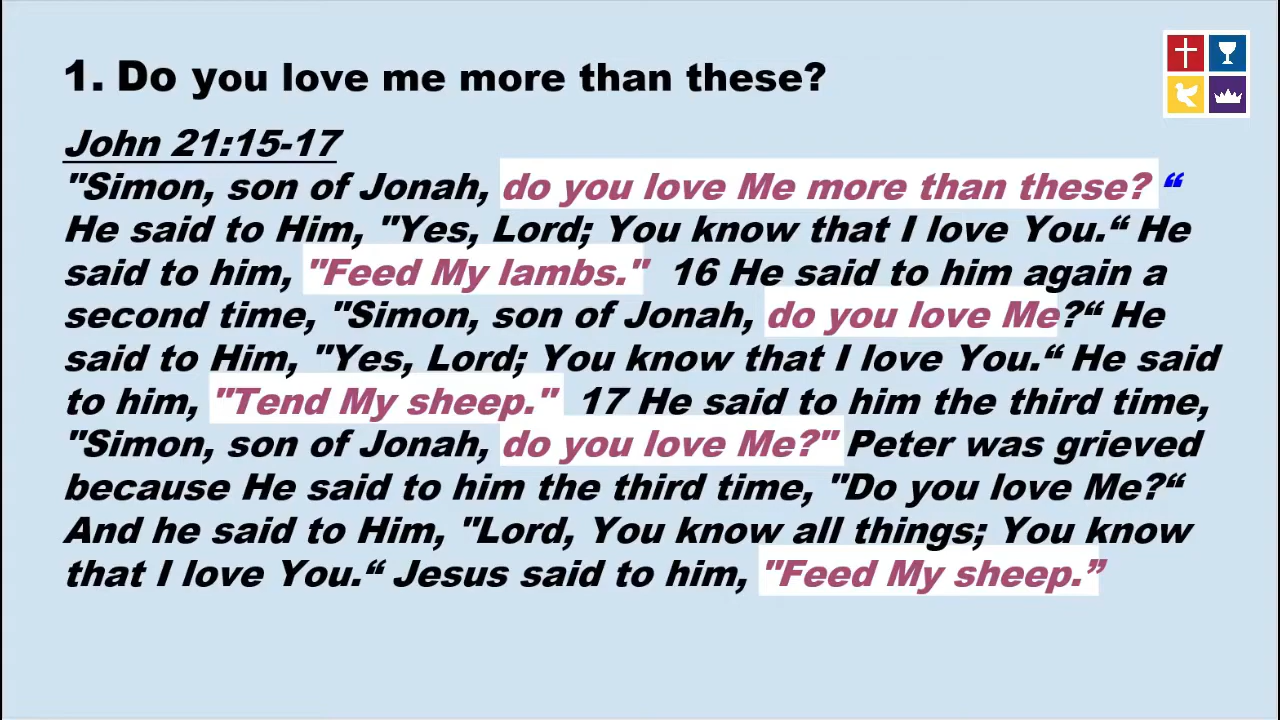 1. Do you love me more than these?
John 21:15-17
"Simon, son of Jonah, do you love Me more than these? “
He said to Him, "Yes, Lord; You know that I love You.“ He
said to him, "Feed My lambs." 16 He said to him again a
second time, "Simon, son of Jonah, do you love Me?“ He
said to Him, "Yes, Lord; You know that I love You.“ He said
to him, "Tend My sheep." 17 He said to him the third time,
"Simon, son of Jonah, do you love Me?" Peter was grieved
because He said to him the third time, "Do you love Me?“
And he said to Him, "Lord, You know all things; You know
that I love You.“ Jesus said to him, "Feed My sheep.”